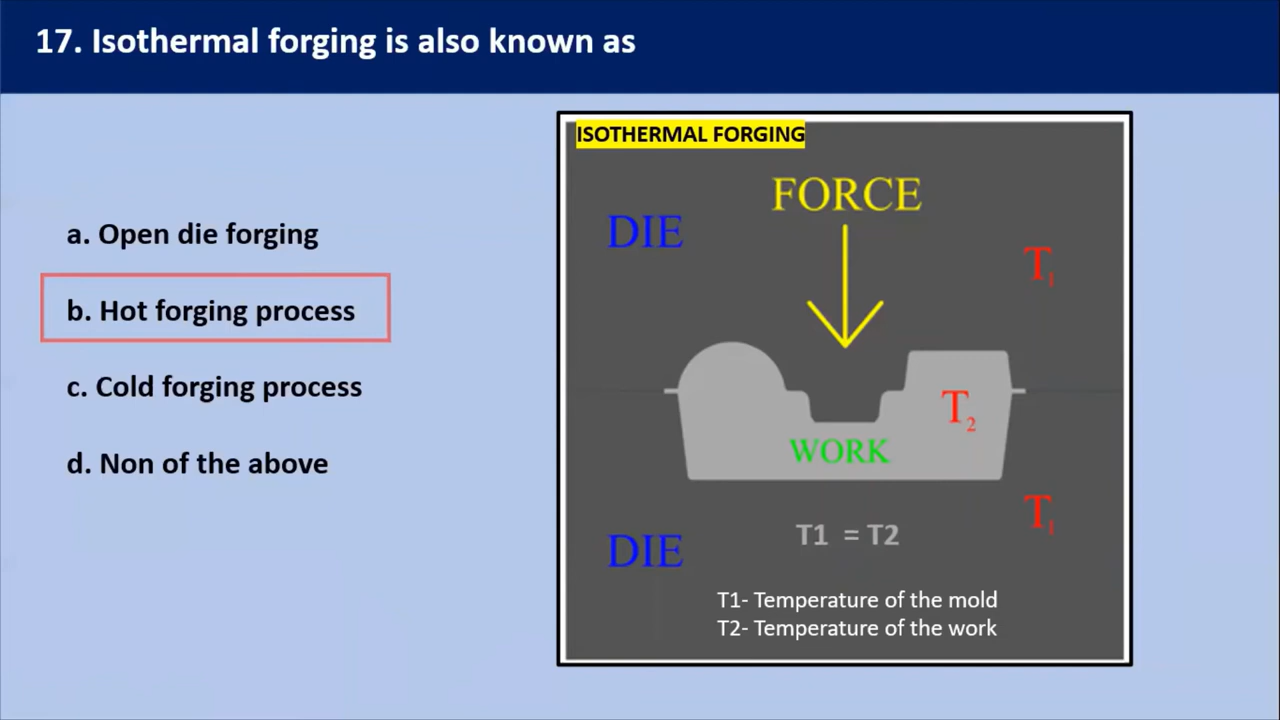 17. Isothermal forging is also known as
a. Open die forging
b. Hot forging process
c. Cold forging process
d. Non of the above
ISOTHERMAL FORGING
FORCE
DIE
T1
T2
WORK
T1
T1 = T2
DIE
T1- Temperature of the mold
T2- Temperature of the work